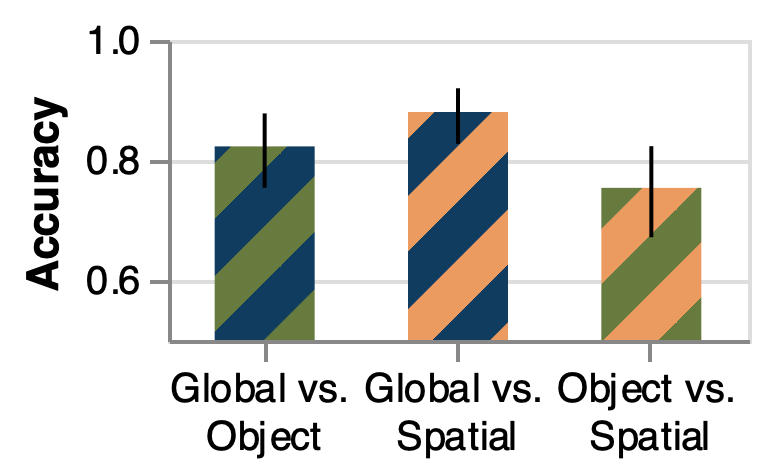 Accuracy
1.0
0.8
0.6
Global vs.
Object
Global vs.
Spatial
Object vs.
Spatial